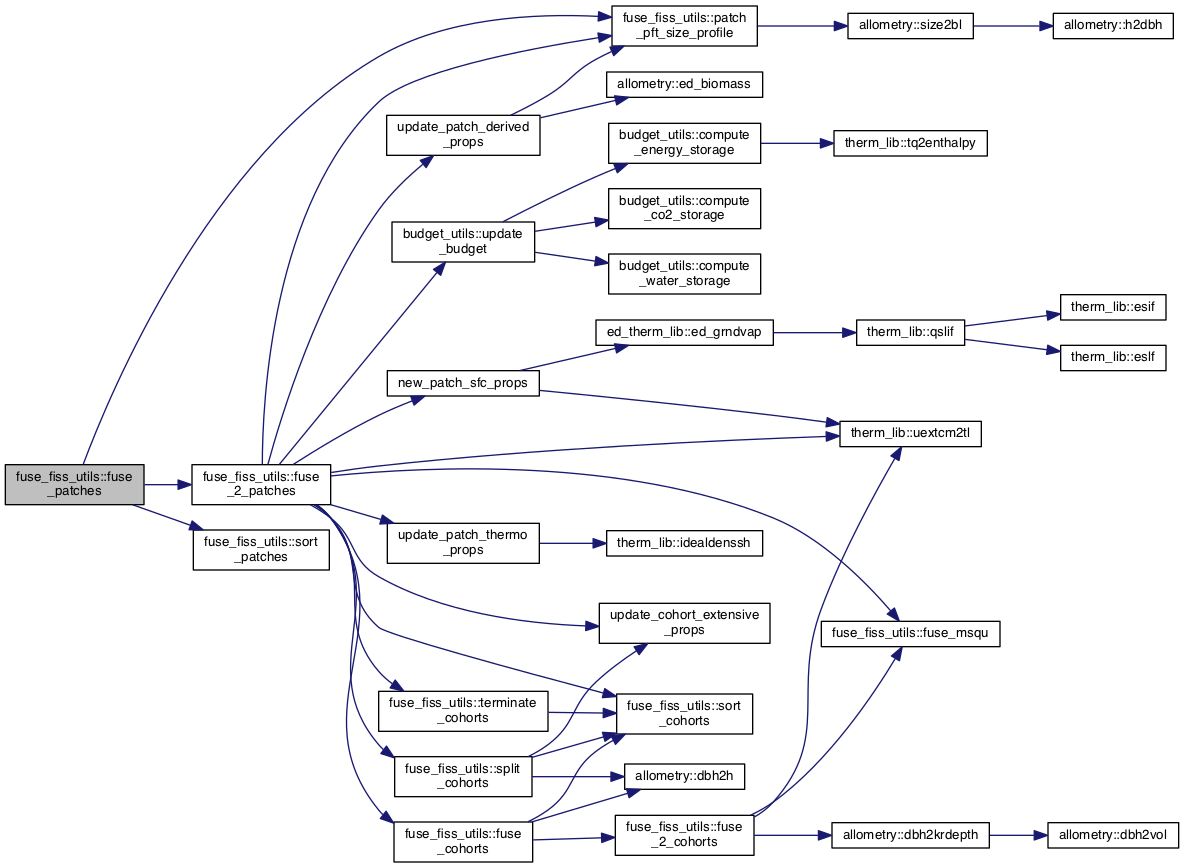 fuse_fiss_utils::fuse
_patches
fuse_fiss_utils::fuse
_2_patches
fuse_fiss_utils::sort
_patches
update_patch_derived
_props
budget_utils::update
_budget
new_patch_sfc_props
update_patch_thermo
_props
fuse_fiss_utils::terminate
_cohorts
fuse_fiss_utils::split
_cohorts
fuse_fiss_utils::fuse
_cohorts
fuse_fiss_utils::patch
_pft_size_profile
allometry::ed_biomass
budget_utils::compute
_energy_storage
budget_utils::compute
_co2_storage
budget_utils::compute
_water_storage
ed_therm_lib::ed_grndvap
therm_lib::idealdenssh
update_cohort_extensive
_props
fuse_fiss_utils::sort
_cohorts
allometry::dbh2h
fuse_fiss_utils::fuse
_2_cohorts
allometry::size2bl
therm_lib::tq2enthalpy
therm_lib::qslif
therm_lib::uextcm2tl
fuse_fiss_utils::fuse_msqu
allometry::dbh2krdepth
allometry::h2dbh
therm_lib::esif
therm_lib::eslf
allometry::dbh2vol